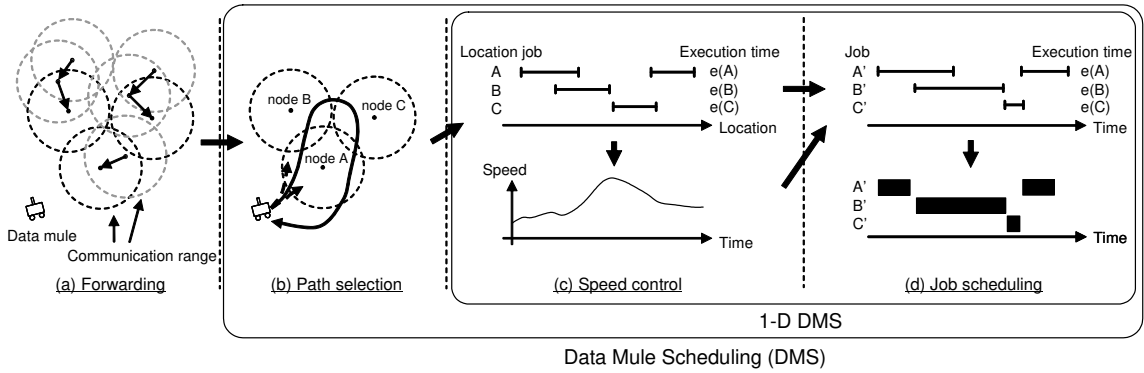 Data mule
Communication range
(a) Forwarding
node B
node C
node A
(b) Path selection
Location job
Execution time
A
e(A)
B
e(B)
C
e(C)
Location
Speed
Time
(c) Speed control
Job
Execution time
A'
e(A)
B'
e(B)
C'
e(C)
Time
A'
B'
C'
Time
(d) Job scheduling
1-D DMS
Data Mule Scheduling (DMS)